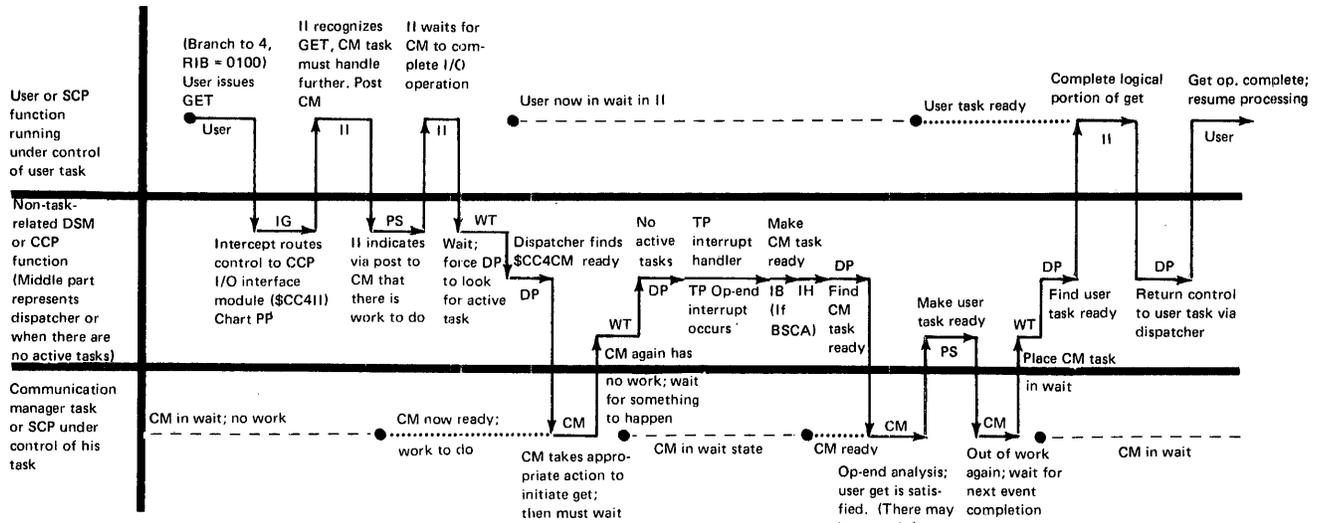 User or SCP
function
running
under control
of user task
(Branch to 4,
RIB = 0100)
User issues
GET
User
II recognizes
GET, CM task
must handle
further. Post
CM
II
II waits for
CM to com-
plete I/O
operation
II
User now in wait in II
User task ready
Complete logical
portion of get
II
Get op. complete;
resume processing
User
Non-task-
related DSM
or CCP
function
(Middle part
represents
dispatcher or
when there are
no active tasks)
IG
Intercept routes
control to CCP
I/O interface
module ($CC4II)
Chart PP
PS
II indicates
via post to
CM that
there is
work to do
WT
Wait;
force DP
to look
for active
task
Dispatcher finds
$CC4CM ready
DP
WT
CM again has
no work; wait
for something
to happen
No
active
tasks
DP
TP
interrupt
handler
TP Op-end
interrupt
occurs
Make
CM task
ready
IB
(If
BSCA)
IH
DP
Find
CM
task
ready
Make user
task ready
PS
WT
Place CM task
in wait
DP
Find user
task ready
DP
Return control
to user task via
dispatcher
Communication
manager task
or SCP under
control of his
task
CM in wait; no work
CM now ready;
work to do
CM
CM takes appro-
priate action to
initiate get;
then must wait
CM in wait state
CM ready
CM
Op-end analysis;
user get is satis-
fied. (There may
CM
Out of work
again; wait for
next event
completion
CM in wait